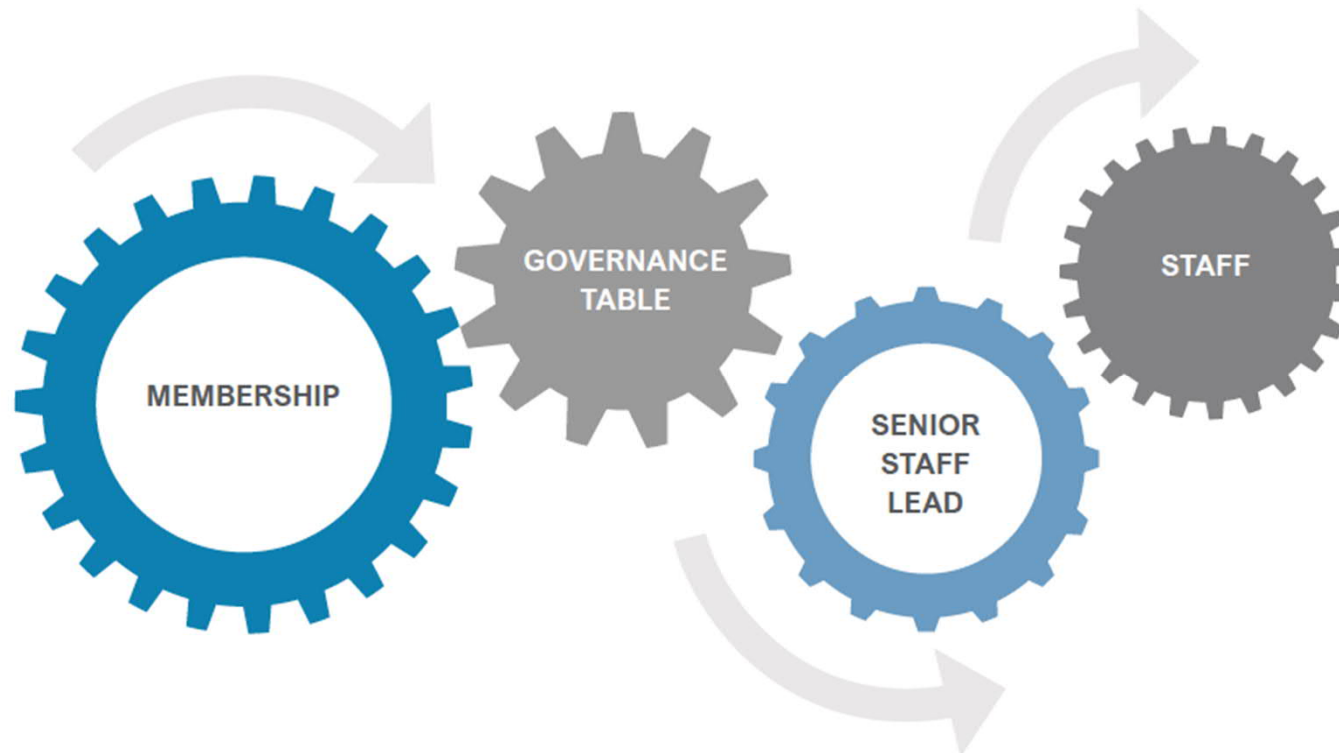 MEMBERSHIP
GOVERNANCE
TABLE
SENIOR
STAFF
LEAD
STAFF